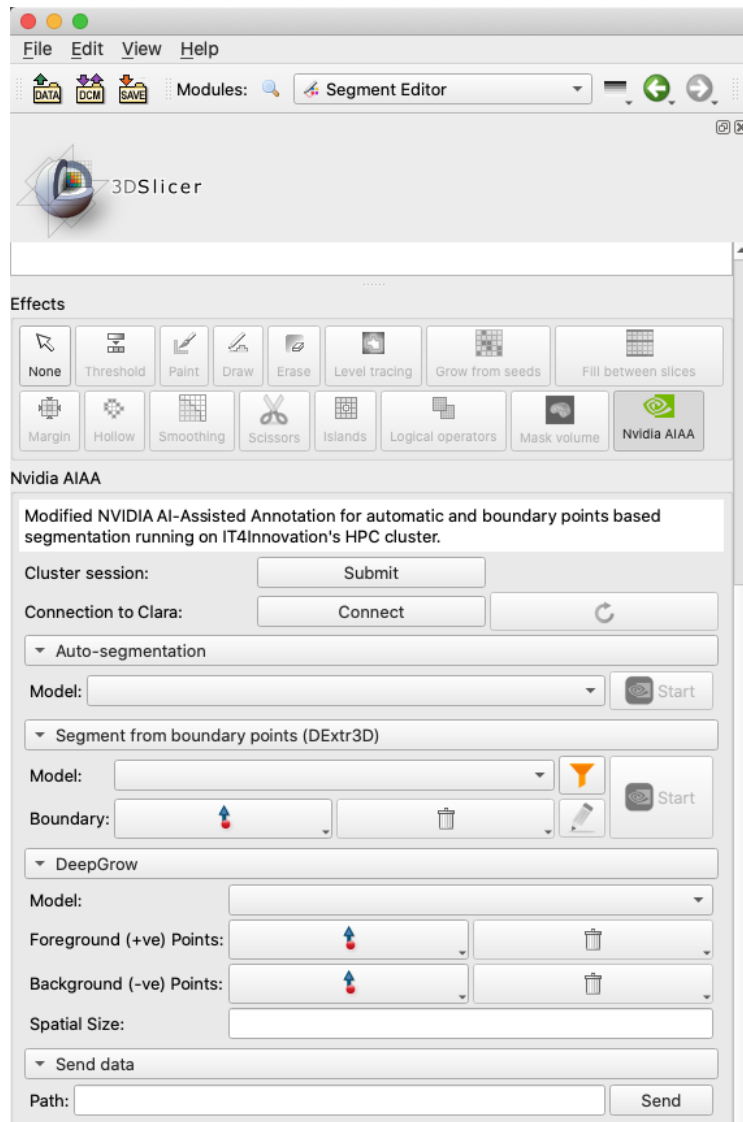 File Edit View Help
DATA DCM SAVE Modules: Segment Editor
3DSlicer
Effects
None Threshold Paint Draw Erase Level tracing Grow from seeds Fill between slices
Margin Hollow Smoothing Scissors Islands Logical operators Mask volume Nvidia AIAA
Nvidia AIAA
Modified NVIDIA AI-Assisted Annotation for automatic and boundary points based
segmentation running on IT4Innovation's HPC cluster.
Cluster session: Submit
Connection to Clara: Connect
Auto-segmentation
Model: Start
Segment from boundary points (DExtr3D)
Model:
Start
Boundary:
DeepGrow
Model:
Foreground (+ve) Points:
Background (-ve) Points:
Spatial Size:
Send data
Path: Send